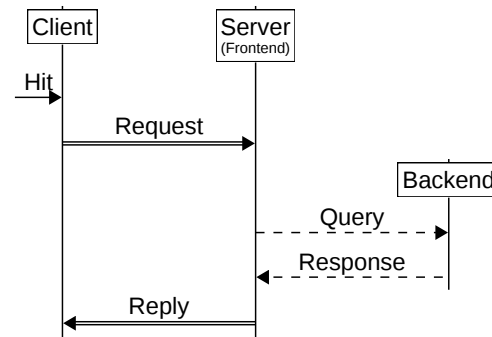 Client
Server
(Frontend)
Hit
Request
Backend
Query
Response
Reply